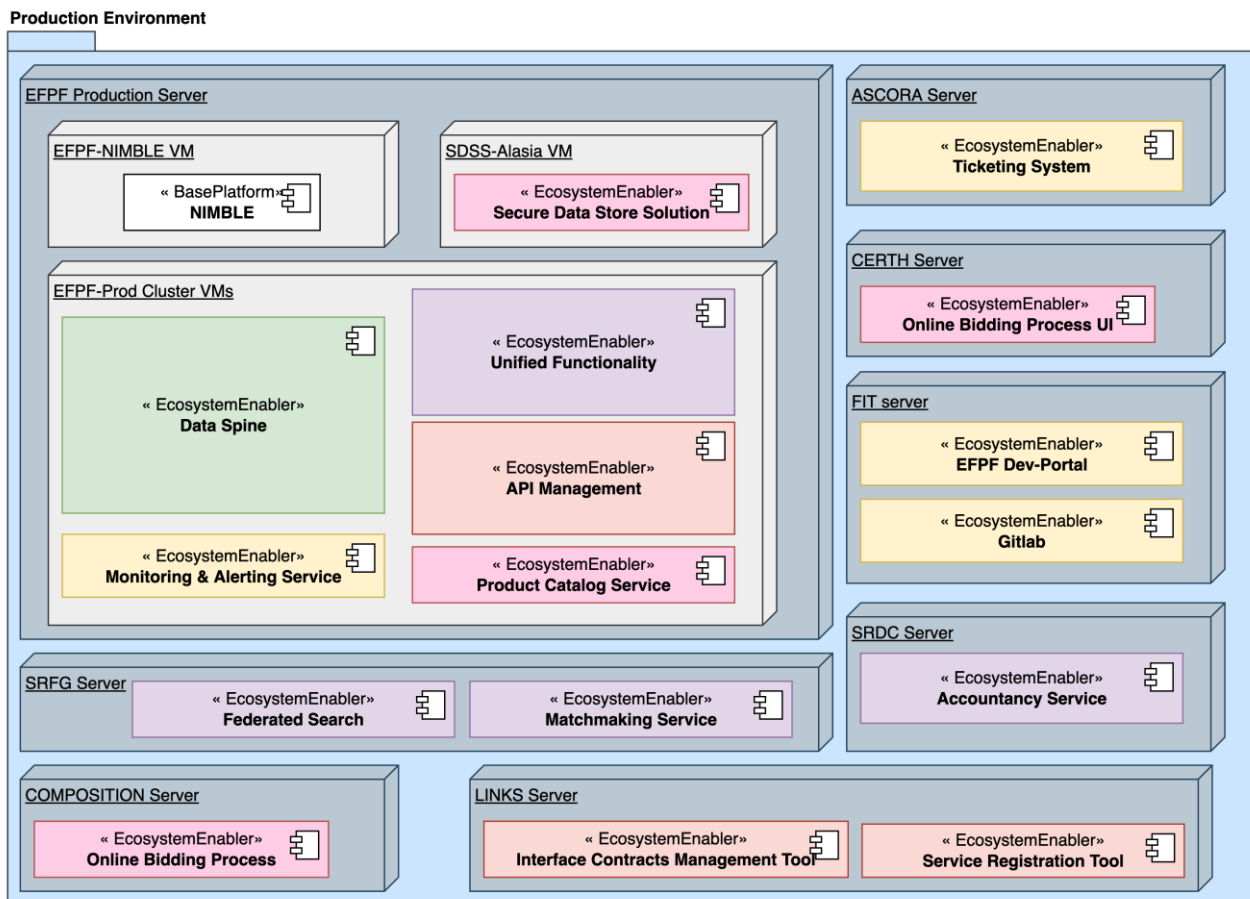 Production Environment
EFPF Production Server
EFPF-NIMBLE VM
« BasePlatform»
NIMBLE
SDSS-Alasia VM
« EcosystemEnabler»
Secure Data Store Solution
EFPF-Prod Cluster VMs
« EcosystemEnabler»
Data Spine
« EcosystemEnabler»
Monitoring & Alerting Service
« EcosystemEnabler»
Unified Functionality
« EcosystemEnabler»
API Management
« EcosystemEnabler»
Product Catalog Service
ASCORA Server
« EcosystemEnabler»
Ticketing System
CERTH Server
« EcosystemEnabler»
Online Bidding Process UI
FIT server
« EcosystemEnabler»
EFPF Dev-Portal
« EcosystemEnabler»
Gitlab
SRDC Server
« EcosystemEnabler»
Accountancy Service
SRFG Server
« EcosystemEnabler»
Federated Search
« EcosystemEnabler»
Matchmaking Service
COMPOSITION Server
« EcosystemEnabler»
Online Bidding Process
LINKS Server
« EcosystemEnabler»
Interface Contracts Management Tool
« EcosystemEnabler»
Service Registration Tool